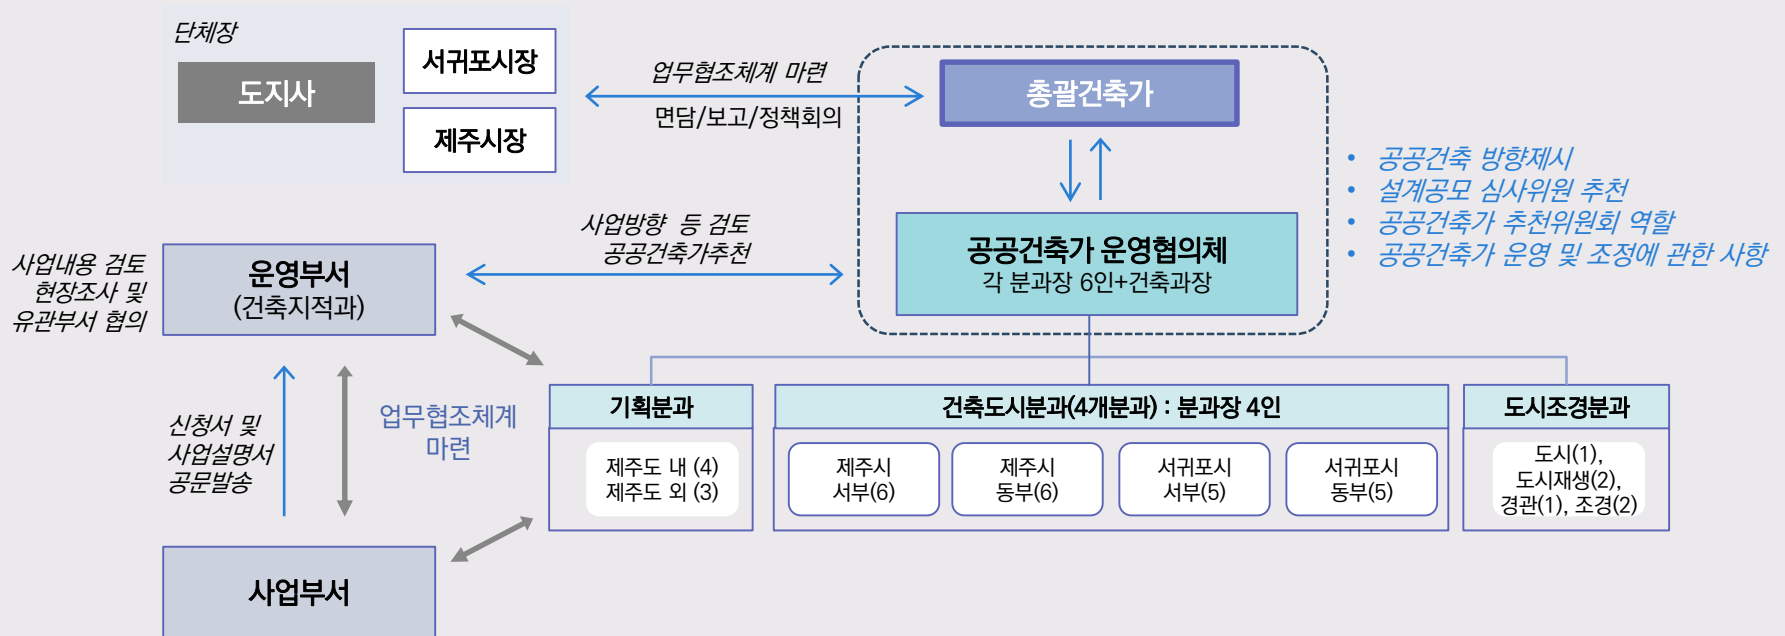 단체장
도지사
서귀포시장
제주시장
업무협조체계 마련
면담/보고/정책회의
총괄건축가
• 공공건축 방향제시
• 설계공모 심사위원 추천
• 공공건축가 추천위원회 역할
• 공공건축가 운영 및 조정에 관한 사항
공공건축가 운영협의체
각 분과장 6인+건축과장
사업방향 등 검토
공공건축가추천
사업내용 검토
현장조사 및
유관부서 협의
운영부서
(건축지적과)
신청서 및
사업설명서
공문발송
업무협조체계
마련
사업부서
기획분과
제주도 내 (4)
제주도 외 (3)
건축도시분과(4개분과) : 분과장 4인
제주시
서부(6)
제주시
동부(6)
서귀포시
서부(5)
서귀포시
동부(5)
도시조경분과
도시(1),
도시재생(2),
경관(1), 조경(2)